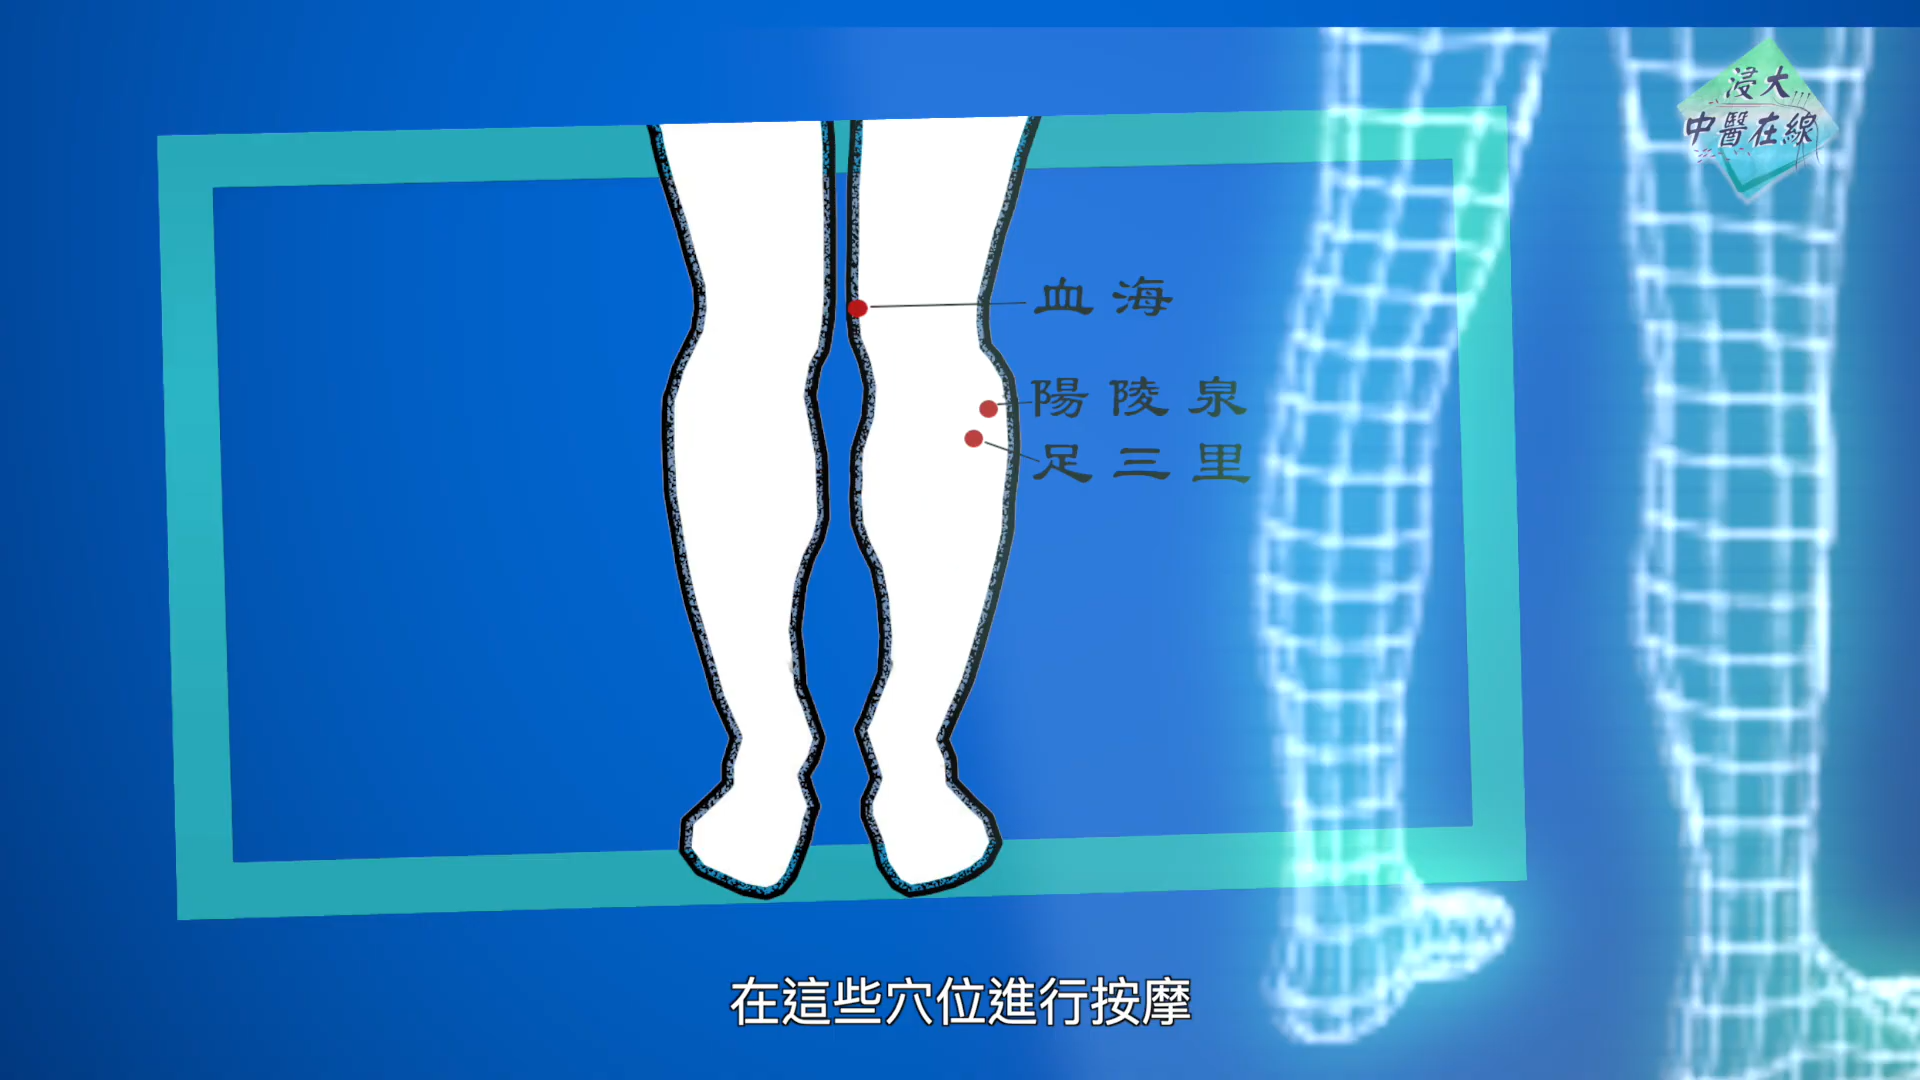 浸大
中醫在線
血海
陽陵泉
足三里
在這些穴位進行按摩